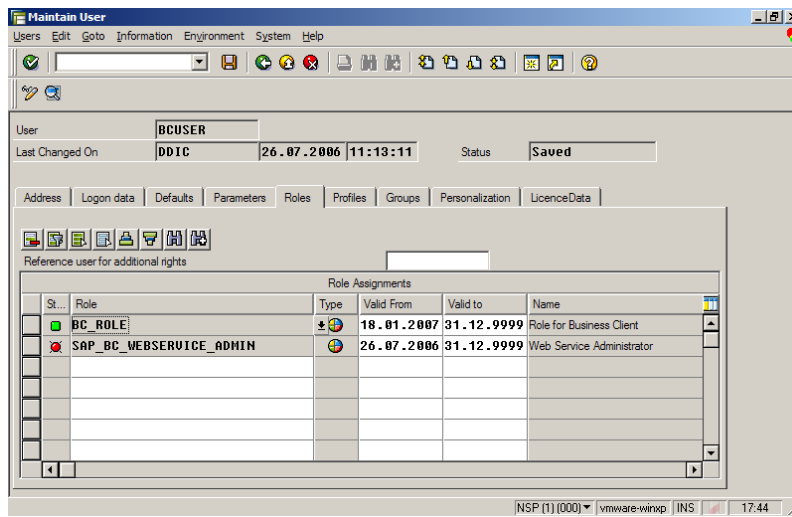 Maintain User
Users Edit Goto Information Environment System Help
User BCUSER
Last Changed On DDIC 26.07.2006 11:13:11 Status Saved
Address Logon data Defaults Parameters Roles Profiles Groups Personalization LicenceData
Reference user for additional rights
Role Assignments
St... Role Type Valid From Valid to Name
BC_ROLE 18.01.2007 31.12.9999 Role for Business Client
SAP_BC_WEBSERVICE_ADMIN 26.07.2006 31.12.9999 Web Service Administrator
NSP (1) (000) vmware-winxp INS 17:44